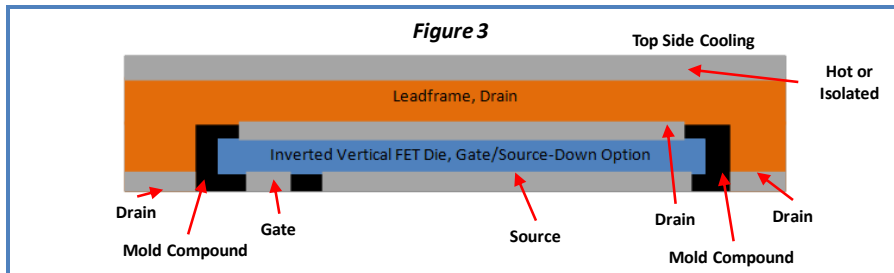 Figure 3
Top Side Cooling
Hot or
Isolated
Leadframe, Drain
Inverted Vertical FET Die, Gate/Source-Down Option
Drain
Mold Compound
Gate
Source
Drain
Mold Compound
Drain